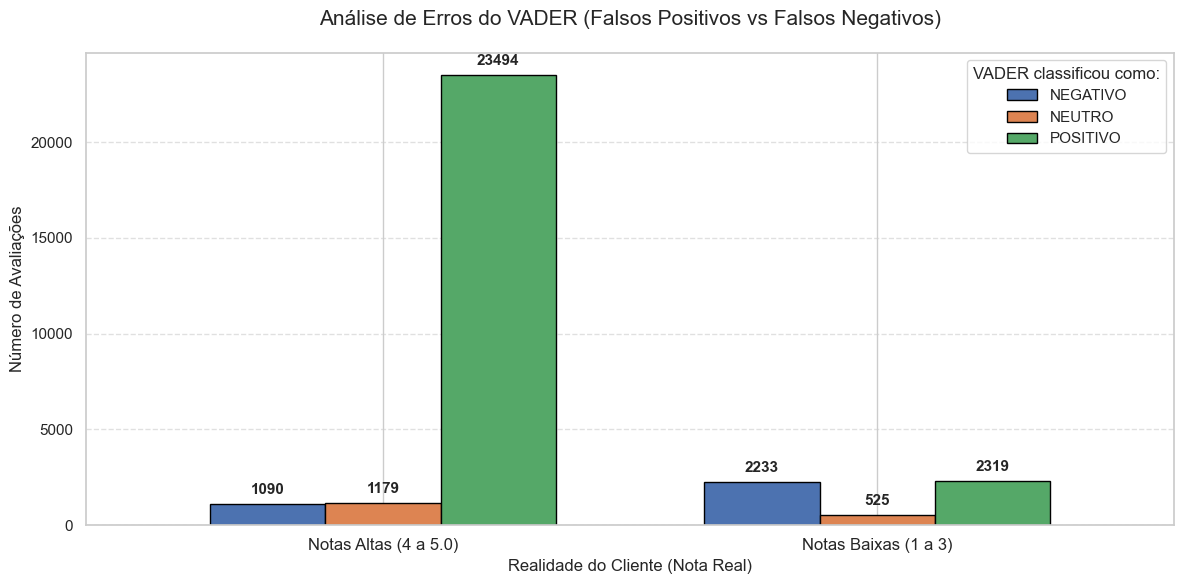 Análise de Erros do VADER (Falsos Positivos vs Falsos Negativos)
VADER classificou como:
NEGATIVO
NEUTRO
POSITIVO
Número de Avaliações
20000
15000
10000
5000
0
1090
1179
23494
2233
525
2319
Notas Altas (4 a 5.0)
Notas Baixas (1 a 3)
Realidade do Cliente (Nota Real)